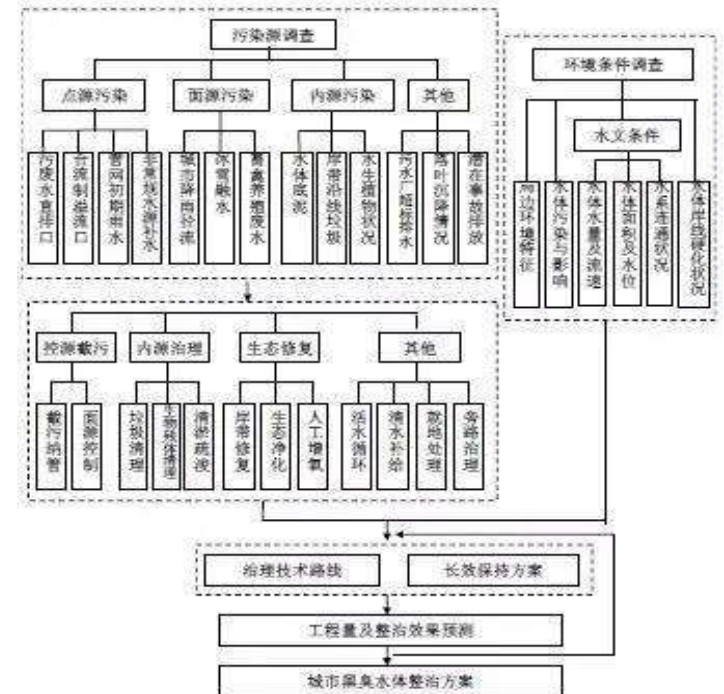 污染源调查
环境条件调查
点源污染
面源污染
内源污染
其他
水文条件
污废水直排口
合流制溢流口
管网初期雨水
非常规水源补水
城市降雨径流
冰雪融水
畜禽养殖废水
水体底泥
岸带沿线垃圾
水生植物状况
污水厂超标排水
落叶沉降情况
潜在事故排放
周边环境特征
水体污染与影响
水体水量及流速
水体面积及水位
水系连通状况
水体岸线硬化状况
控源截污
内源治理
生态修复
其他
截污纳管
面源控制
垃圾清理
生物残体清理
清淤疏浚
岸带修复
生态净化
人工增氧
活水循环
清水补给
就地处理
旁路治理
治理技术路线
长效保持方案
工程量及整治效果预测
城市黑臭水体整治方案